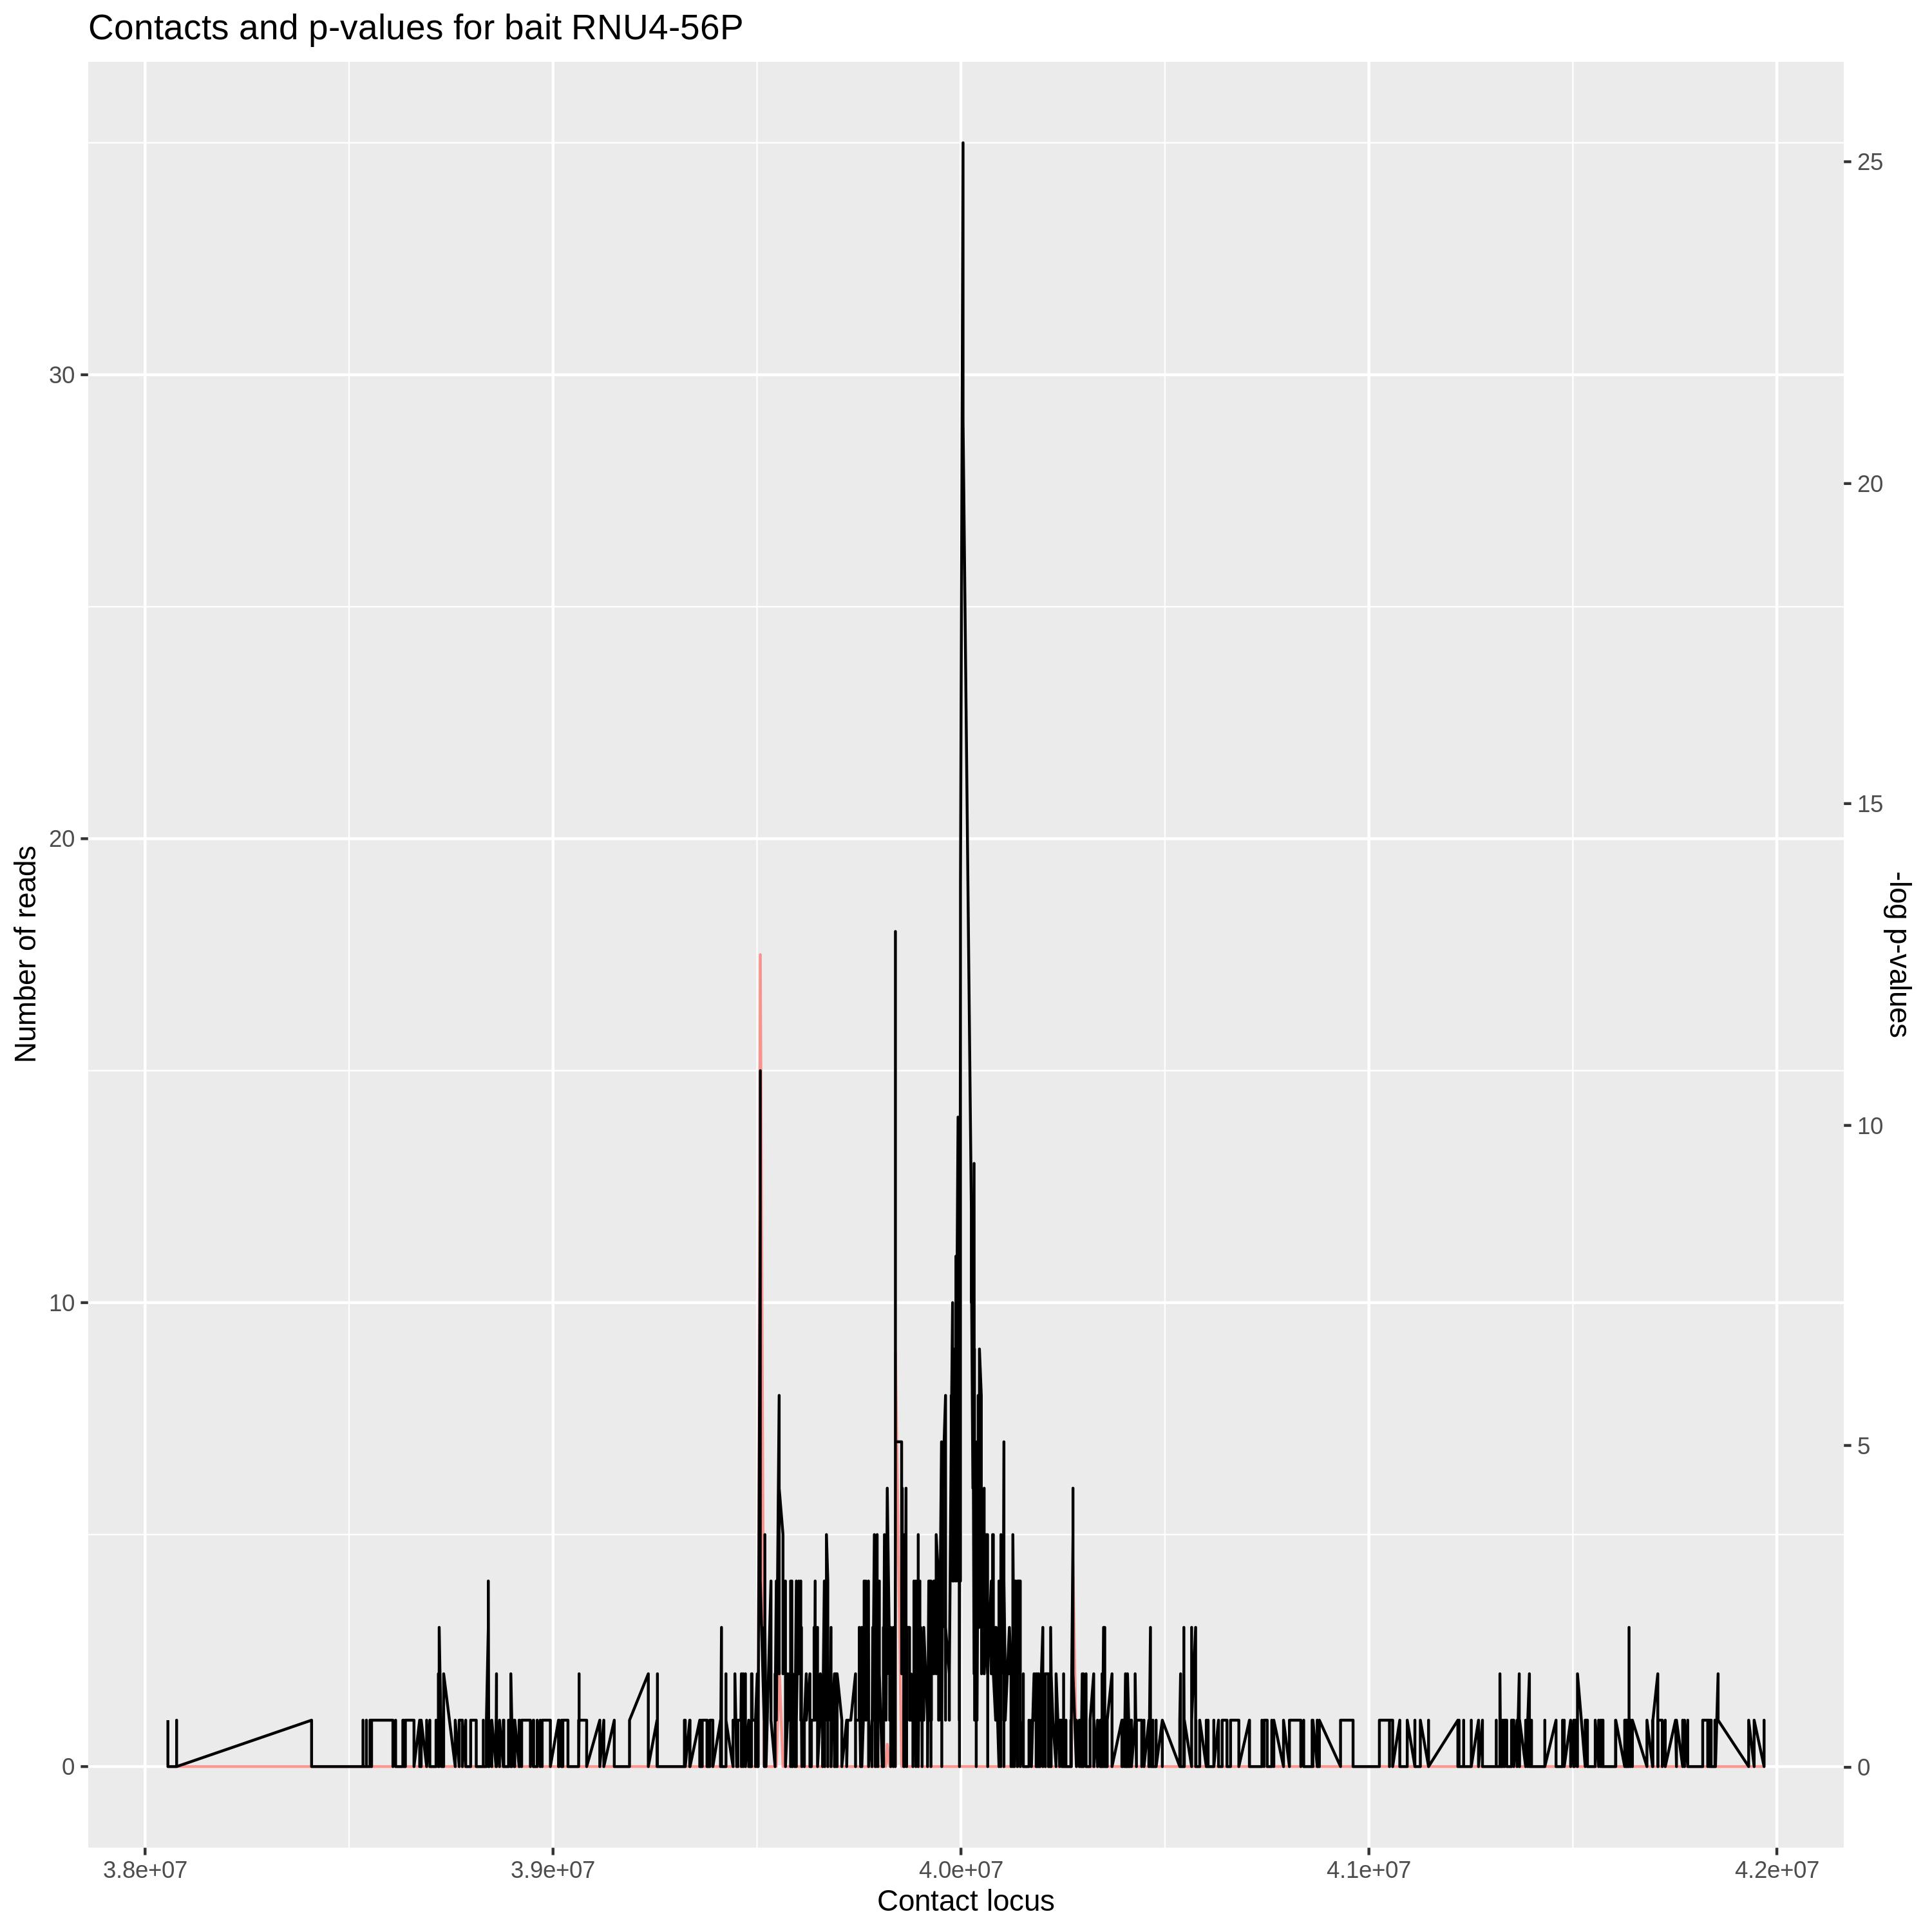 Contacts and p-values for bait RNU4-56P
30
20
10
0
25
20
15
10
5
0
Number of reads
-log p-values
3.8e+07
3.9e+07
4.0e+07
4.1e+07
4.2e+07
Contact locus